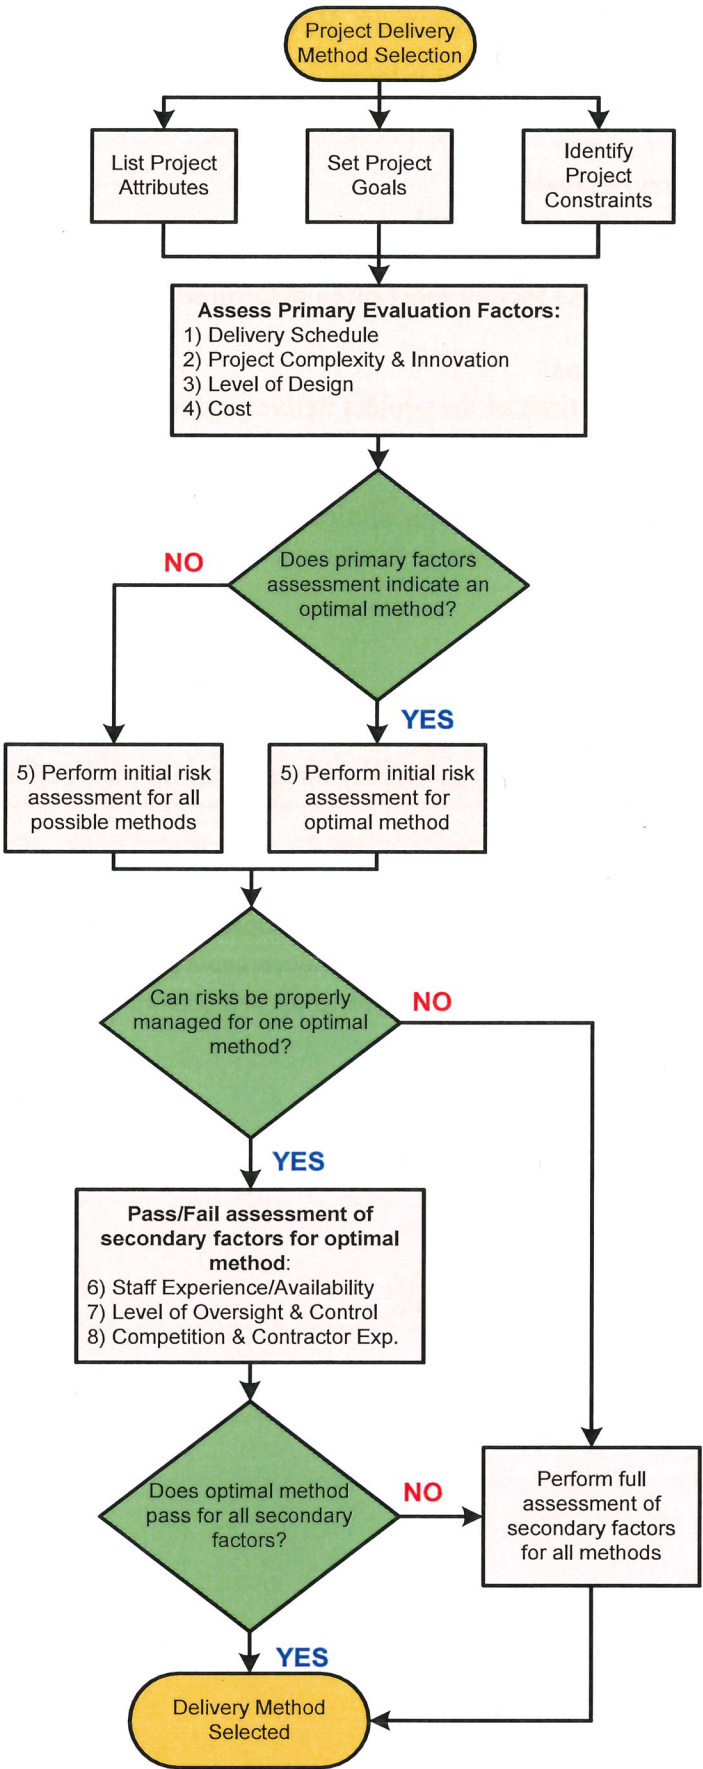 Project Delivery
Method Selection
List Project
Attributes
Set Project
Goals
Identify
Project
Constraints
Assess Primary Evaluation Factors:
1) Delivery Schedule
2) Project Complexity & Innovation
3) Level of Design
4) Cost
NO
Does primary factors
assessment indicate an
optimal method?
YES
5) Perform initial risk
assessment for all
possible methods
5) Perform initial risk
assessment for
optimal method
Can risks be properly
managed for one optimal
method?
NO
YES
Pass/Fail assessment of
secondary factors for optimal
method:
6) Staff Experience/Availability
7) Level of Oversight & Control
8) Competition & Contractor Exp.
Does optimal method
pass for all secondary
factors?
NO
Perform full
assessment of
secondary factors
for all methods
YES
Delivery Method
Selected